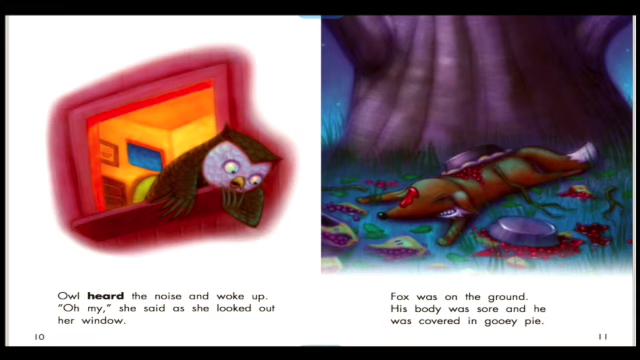 Owl heard the noise and woke up.
"Oh my," she said as she looked out
her window.
10
Fox was on the ground.
His body was sore and he
was covered in gooey pie.
11